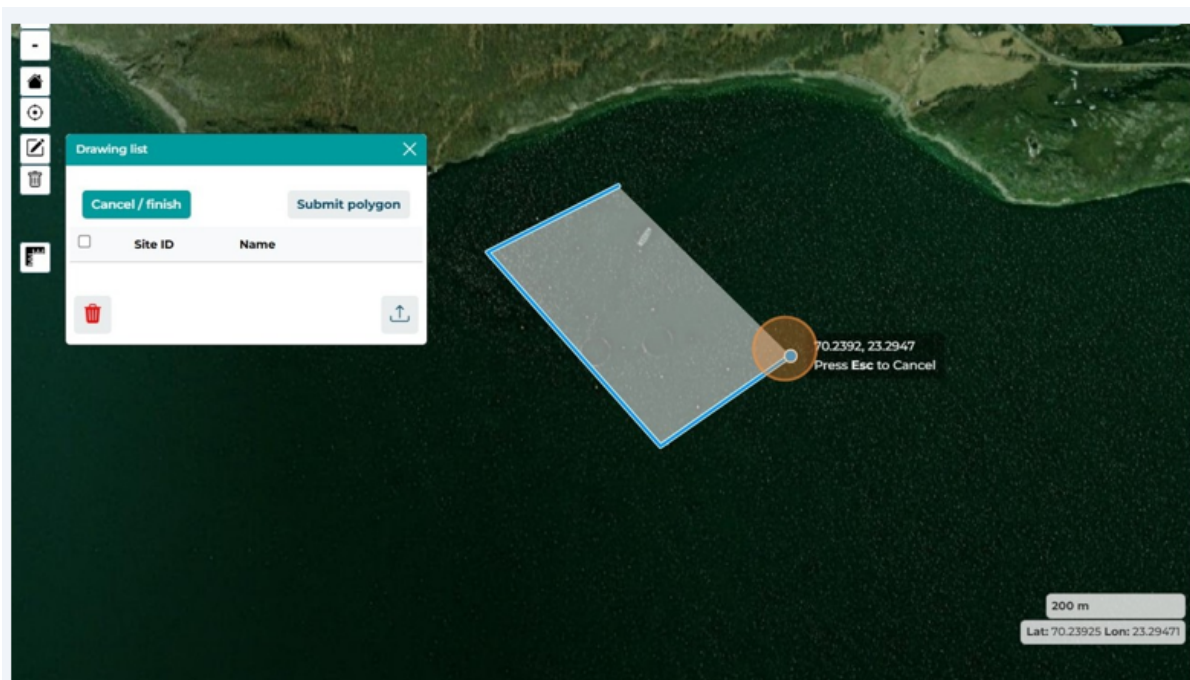 -
Drawing list
Cancel / finish
Submit polygon
Site ID Name
70.2392, 23.2947
Press Esc to Cancel
200 m
Lat: 70.23925 Lon: 23.29471